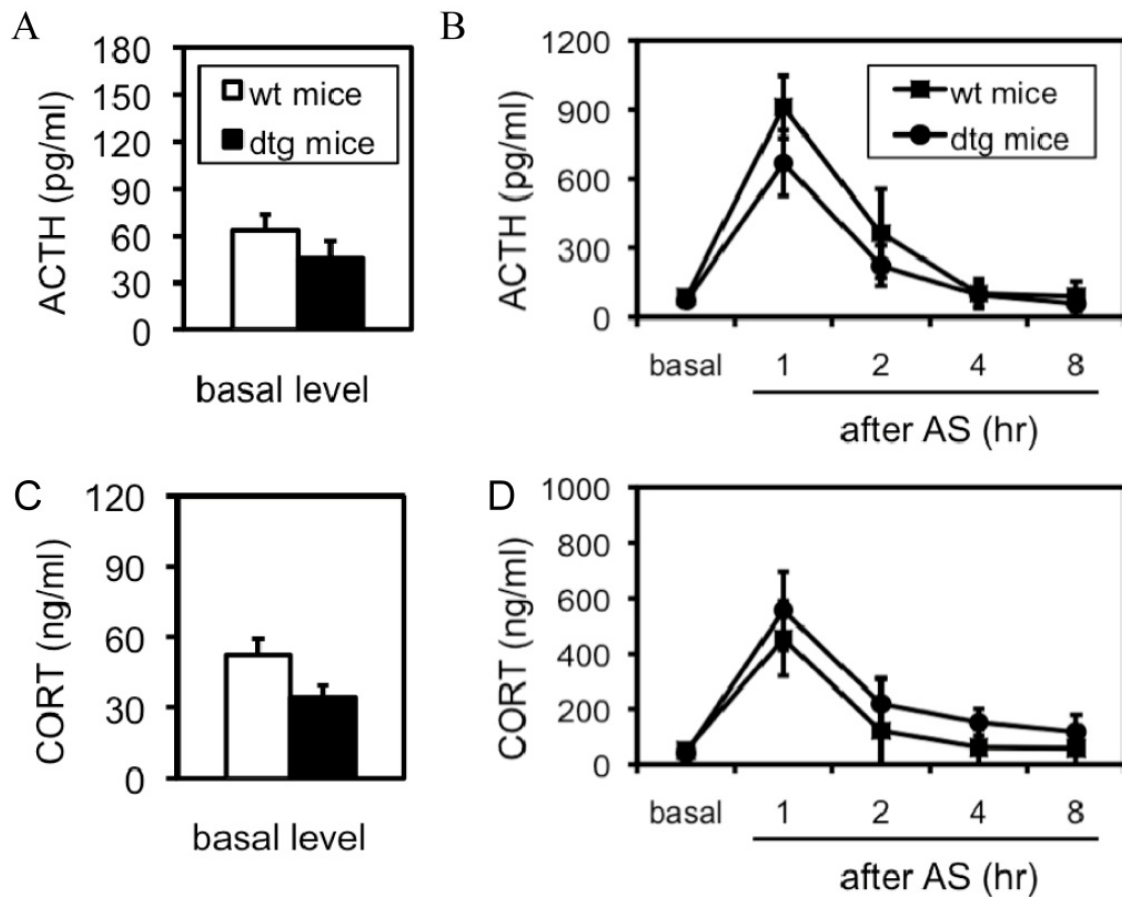 A
ACTH (pg/ml)
180
150
120
90
60
30
0
wt mice
dtg mice
basal level
B
ACTH (pg/ml)
1200
900
600
300
0
wt mice
dtg mice
basal 1 2 4 8
after AS (hr)
C
CORT (ng/ml)
120
90
60
30
0
basal level
D
CORT (ng/ml)
1000
800
600
400
200
0
basal 1 2 4 8
after AS (hr)